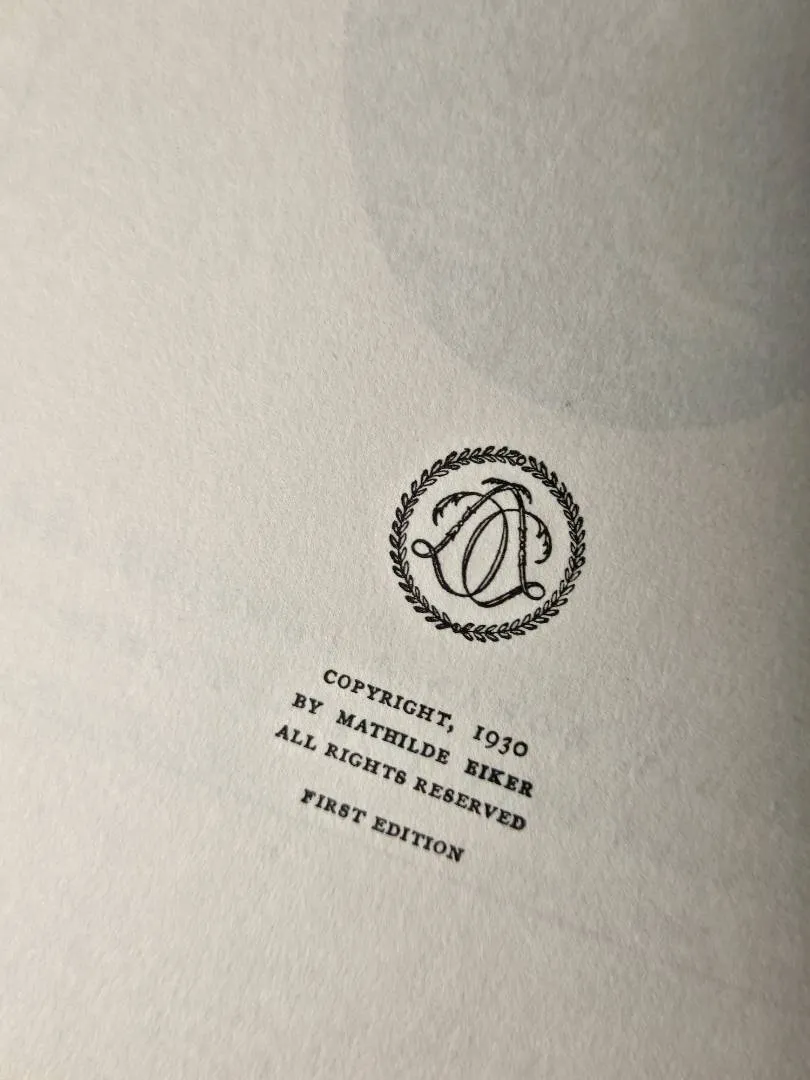 COPYRIGHT, 1930
BY MATHILDE EIKER
ALL RIGHTS RESERVED
FIRST EDITION